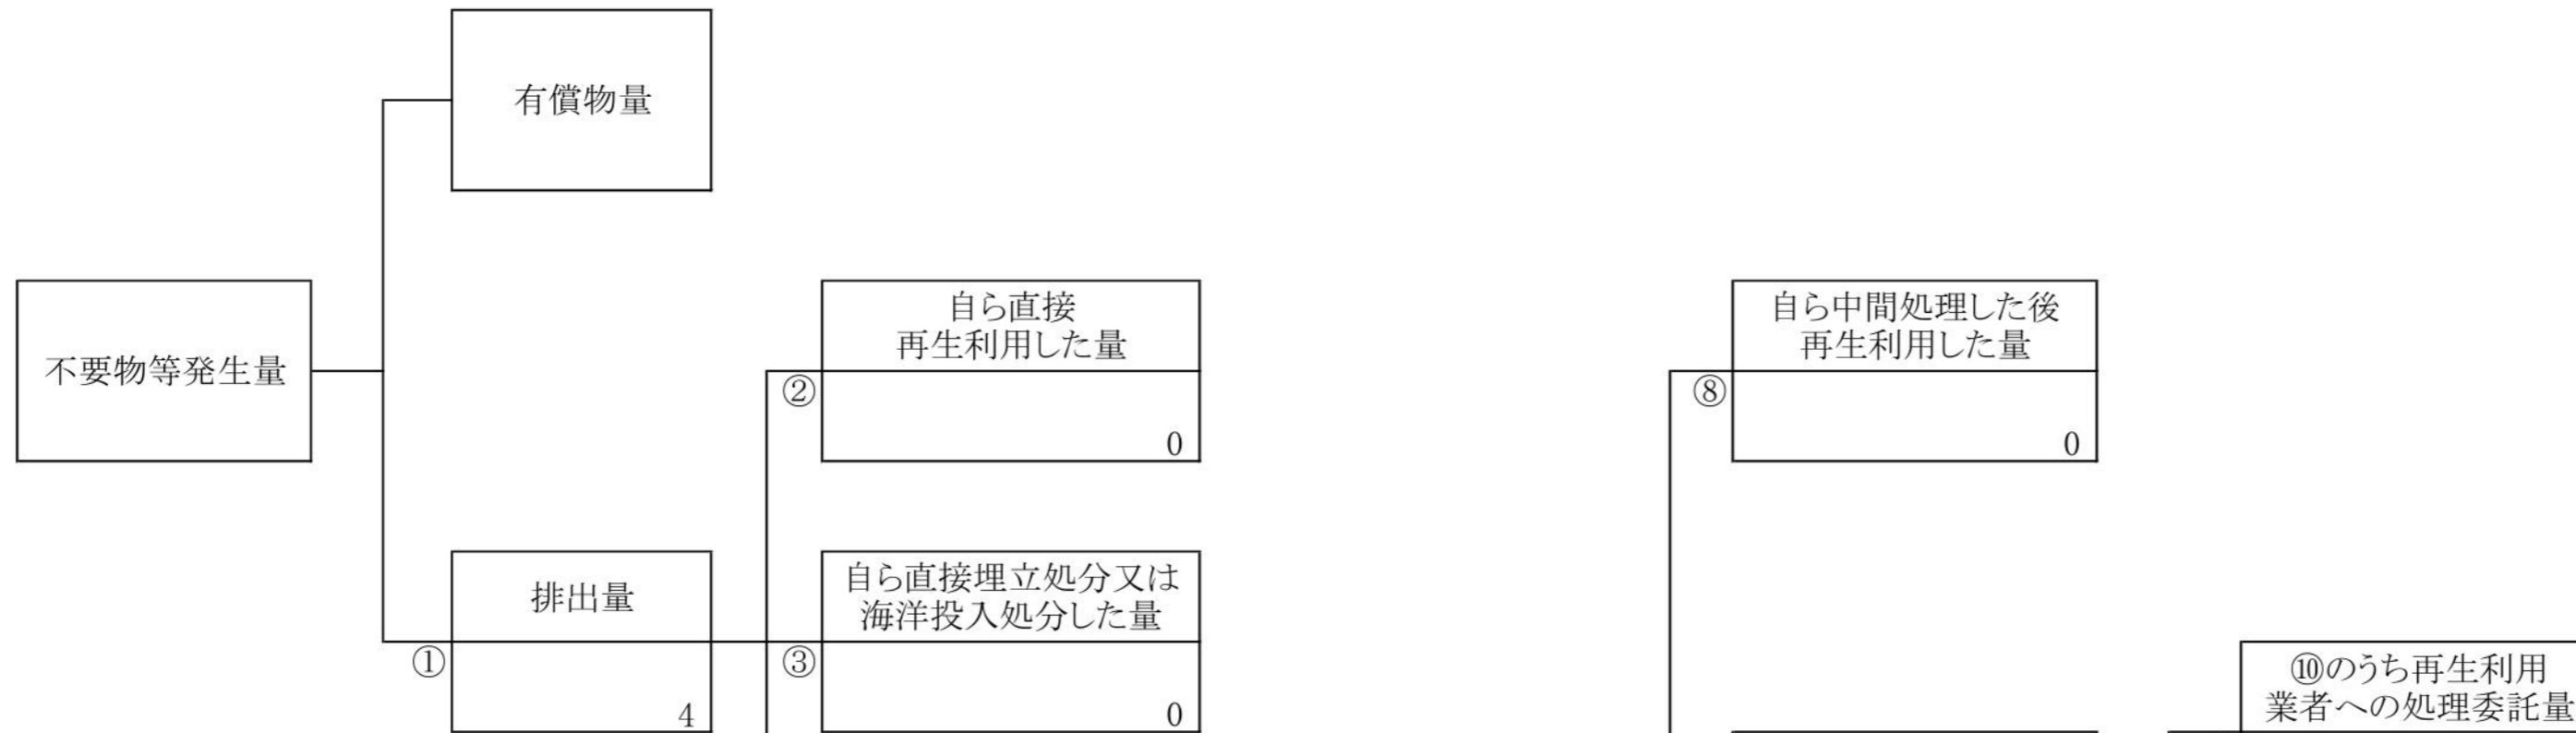 有償物量
不要物等発生量
自ら直接
再生利用した量
②
0
自ら中間処理した後
再生利用した量
⑧
0
排出量
①
4
自ら直接埋立処分又は
海洋投入処分した量
③
0
⑩のうち再生利用
業者への処理委託量